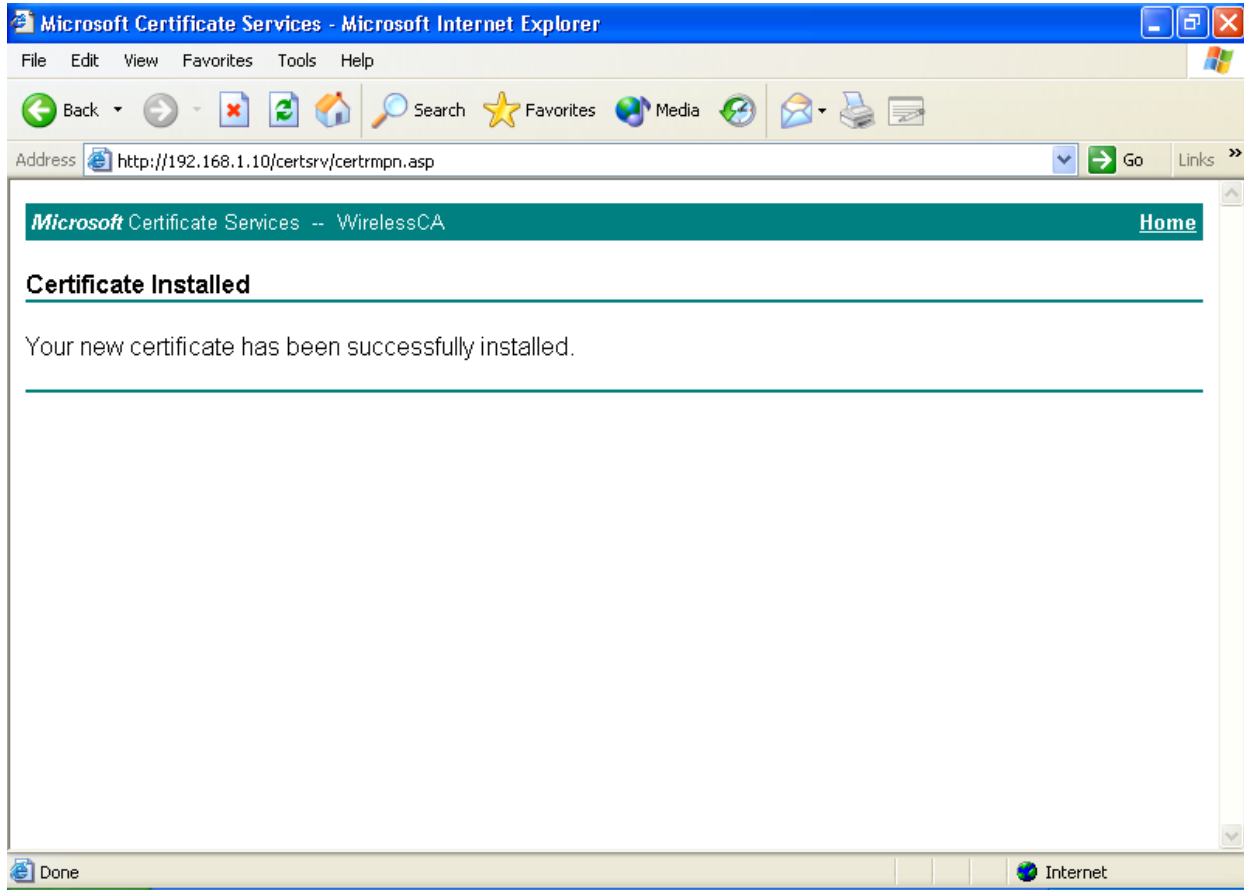 Microsoft Certificate Services - Microsoft Internet Explorer
File Edit View Favorites Tools Help
Back Search Favorites Media
Address http://192.168.1.10/certsrv/certrmpn.asp Go Links »
Microsoft Certificate Services -- WirelessCA Home
Certificate Installed
Your new certificate has been successfully installed.
Done Internet